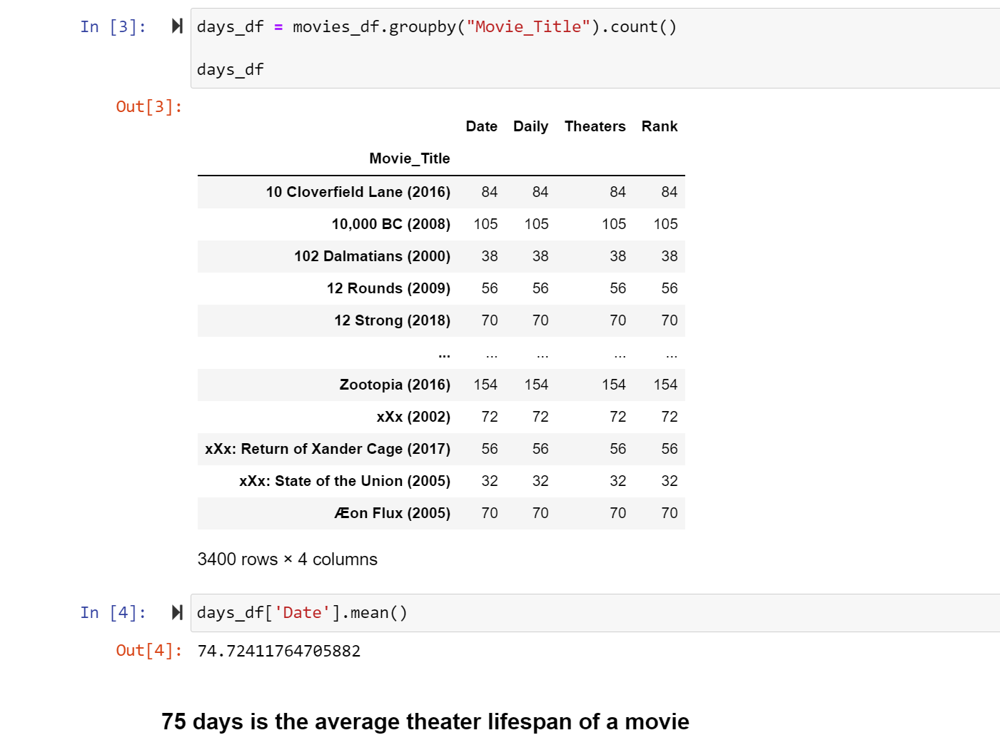 In [3]: days_df = movies_df.groupby("Movie_Title").count()
days_df
Out[3]:
Date Daily Theaters Rank
Movie_Title
10 Cloverfield Lane (2016) 84 84 84 84
10,000 BC (2008) 105 105 105 105
102 Dalmatians (2000) 38 38 38 38
12 Rounds (2009) 56 56 56 56
12 Strong (2018) 70 70 70 70
... ... ... ... ...
Zootopia (2016) 154 154 154 154
xXx (2002) 72 72 72 72
xXx: Return of Xander Cage (2017) 56 56 56 56
xXx: State of the Union (2005) 32 32 32 32
Æon Flux (2005) 70 70 70 70
3400 rows × 4 columns
In [4]: days_df['Date'].mean()
Out[4]: 74.72411764705882
75 days is the average theater lifespan of a movie